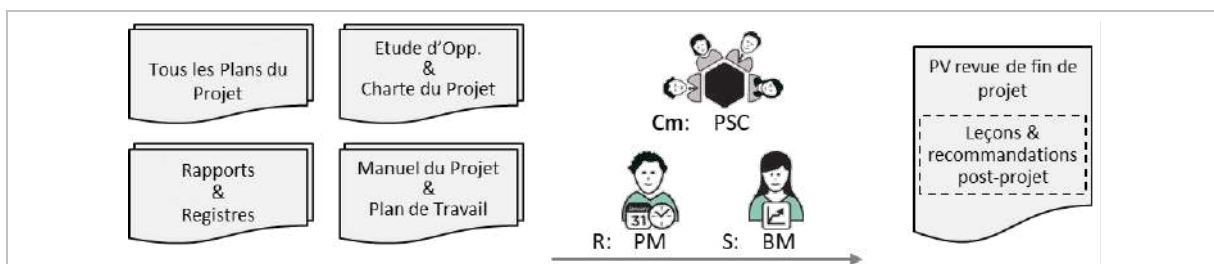 Tous les Plans du
Projet
Etude d'Opp.
&
Charte du Projet
Rapports
&
Registres
Manuel du Projet
&
Plan de Travail
Cm: PSC
31
R: PM
S: BM
PV revue de fin de
projet
Leçons &
recommandations
post-projet